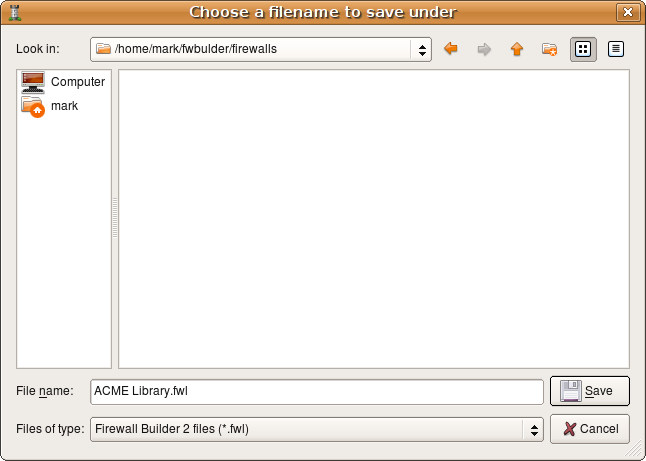 Choose a filename to save under
Look in: /home/mark/fwbulder/firewalls
Computer
mark
File name: ACME Library.fwl Save
Files of type: Firewall Builder 2 files (*.fwl) Cancel